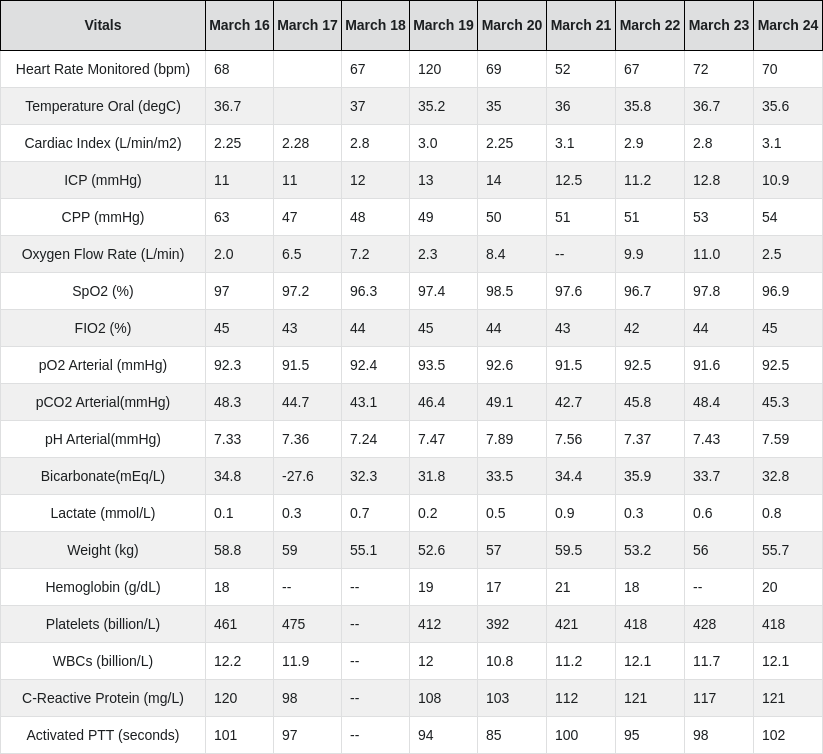 Vitals March 16 March 17 March 18 March 19 March 20 March 21 March 22 March 23 March 24
Heart Rate Monitored (bpm) 68 67 120 69 52 67 72 70
Temperature Oral (degC) 36.7 37 35.2 35 36 35.8 36.7 35.6
Cardiac Index (L/min/m2) 2.25 2.28 2.8 3.0 2.25 3.1 2.9 2.8 3.1
ICP (mmHg) 11 11 12 13 14 12.5 11.2 12.8 10.9
CPP (mmHg) 63 47 48 49 50 51 51 53 54
Oxygen Flow Rate (L/min) 2.0 6.5 7.2 2.3 8.4 -- 9.9 11.0 2.5
SpO2 (%) 97 97.2 96.3 97.4 98.5 97.6 96.7 97.8 96.9
FIO2 (%) 45 43 44 45 44 43 42 44 45
pO2 Arterial (mmHg) 92.3 91.5 92.4 93.5 92.6 91.5 92.5 91.6 92.5
pCO2 Arterial(mmHg) 48.3 44.7 43.1 46.4 49.1 42.7 45.8 48.4 45.3
pH Arterial(mmHg) 7.33 7.36 7.24 7.47 7.89 7.56 7.37 7.43 7.59
Bicarbonate(mEq/L) 34.8 -27.6 32.3 31.8 33.5 34.4 35.9 33.7 32.8
Lactate (mmol/L) 0.1 0.3 0.7 0.2 0.5 0.9 0.3 0.6 0.8
Weight (kg) 58.8 59 55.1 52.6 57 59.5 53.2 56 55.7
Hemoglobin (g/dL) 18 -- -- 19 17 21 18 -- 20
Platelets (billion/L) 461 475 -- 412 392 421 418 428 418
WBCs (billion/L) 12.2 11.9 -- 12 10.8 11.2 12.1 11.7 12.1
C-Reactive Protein (mg/L) 120 98 -- 108 103 112 121 117 121
Activated PTT (seconds) 101 97 -- 94 85 100 95 98 102